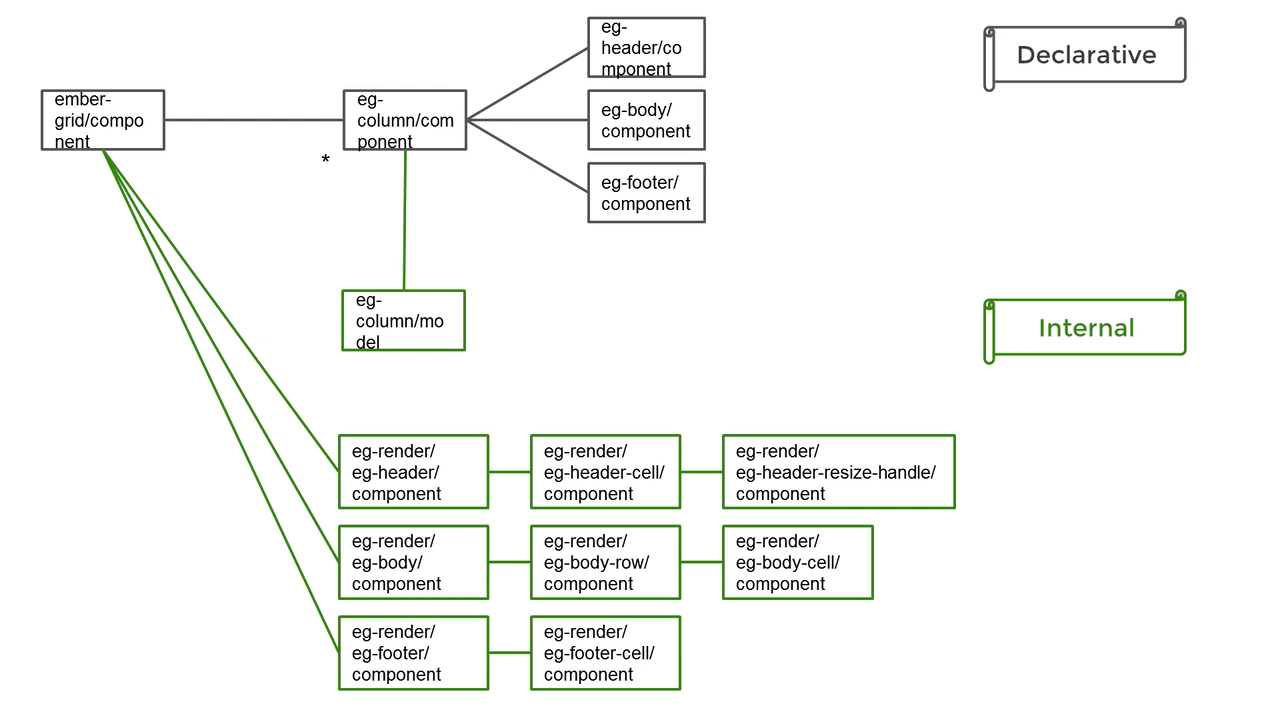 eg-
header/co
mponent
Declarative
ember-
grid/compo
nent
eg-
column/com
ponent
*
eg-body/
component
eg-footer/
component
eg-
column/mo
del
Internal
eg-render/
eg-header/
component
eg-render/
eg-header-cell/
component
eg-render/
eg-header-resize-handle/
component
eg-render/
eg-body/
component
eg-render/
eg-body-row/
component
eg-render/
eg-body-cell/
component
eg-render/
eg-footer/
component
eg-render/
eg-footer-cell/
component